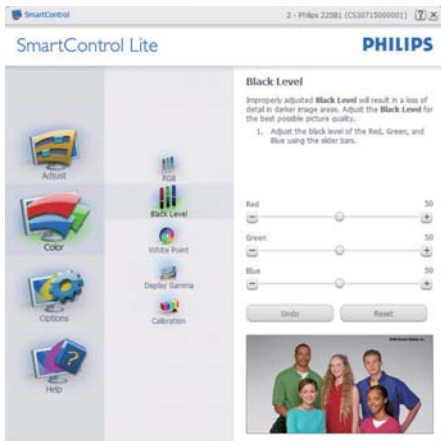 SmartControl
2 - Philips 225B1 (CS30715000001)
SmartControl Lite
PHILIPS
Adjust
Color
Options
Help
RGB
Black Level
White Point
Display Gamma
Calibration
Black Level
Improperly adjusted Black Level will result in a loss of
detail in darker image areas. Adjust the Black Level for
the best possible picture quality.
1. Adjust the black level of the Red, Green, and
Blue using the slider bars.
Red 50
Green 50
Blue 50
Undo Reset